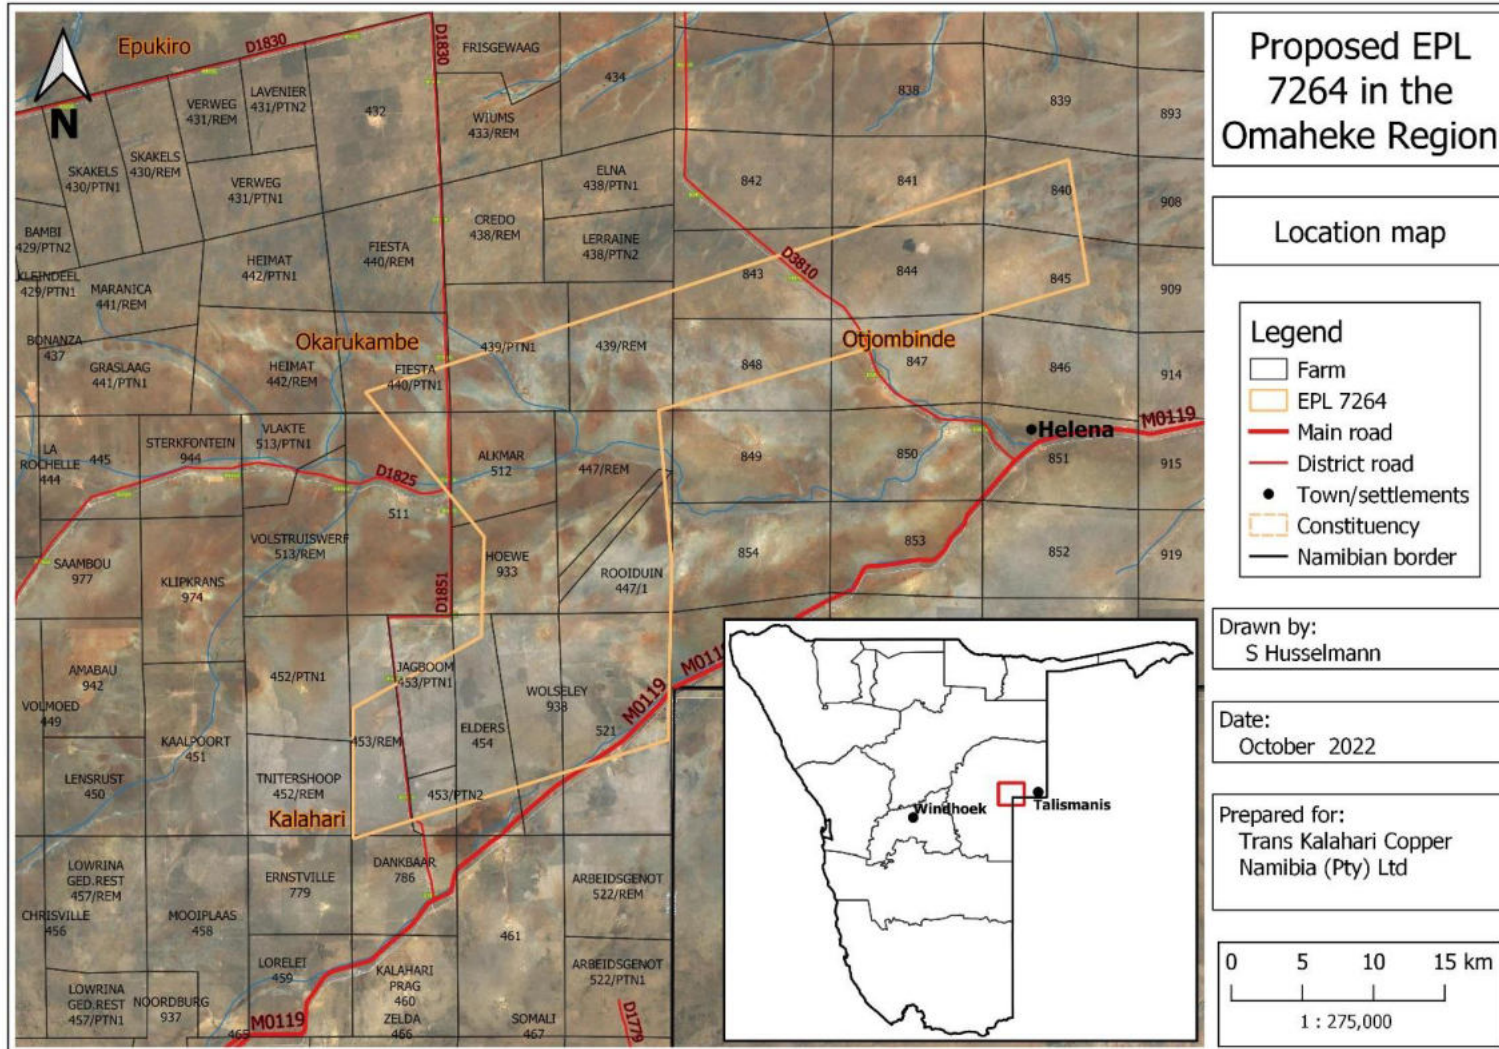 Proposed EPL
7264 in the
Omaheke Region
Location map
Legend
Farm
EPL 7264
Main road
District road
Town/settlements
Constituency
Namibian border
Drawn by:
S Husselmann
Date:
October 2022
Prepared for:
Trans Kalahari Copper
Namibia (Pty) Ltd
0 5 10 15 km
1 : 275,000
N
Epukiro
D1830
D1830
FRISGEWAAG
434
838
839
893
VERWEG
431/REM
LAVENIER
431/PTN2
432
WIUMS
433/REM
SKAKELS
430/PTN1
SKAKELS
430/REM
VERWEG
431/PTN1
ELNA
438/PTN1
842
841
840
908
BAMBI
429/PTN2
CREDO
438/REM
LERRAINE
438/PTN2
HEIMAT
442/PTN1
FIESTA
440/REM
KLEINDEEL
429/PTN1
MARANICA
441/REM
843
D3810
844
845
909
BONANZA
437
Okarukambe
439/PTN1
439/REM
Otjombinde
GRASLAAG
441/PTN1
HEIMAT
442/REM
FIESTA
440/PTN1
848
847
846
914
M0119
Helena
LA
ROCHELLE
444
445
STERKFONTEIN
944
VLAKTE
513/PTN1
D1825
ALKMAR
512
447/REM
849
850
851
915
511
SAAMBOU
977
KLIPKRANS
974
VOLSTRUISWERF
513/REM
HOEWE
933
ROOIDUIN
447/1
854
853
852
919
D1851
AMABAU
942
452/PTN1
JAGBOOM
453/PTN1
M0119
VOLMOED
449
WOLSELEY
938
M0119
KAALPOORT
451
453/REM
ELDERS
454
521
LENSRUST
450
TNITERSHOOP
452/REM
453/PTN2
Kalahari
LOWRINA
GED.REST
457/REM
ERNSTVILLE
779
DANKBAAR
786
ARBEIDSGENOT
522/REM
CHRISVILLE
456
MOOIPLAAS
458
461
LORELEI
459
KALAHARI
PRAG
460
ARBEIDSGENOT
522/PTN1
LOWRINA
GED.REST
457/PTN1
NOORDBURG
937
465
M0119
ZELDA
466
SOMALI
467
D1779
Windhoek
Talismanis